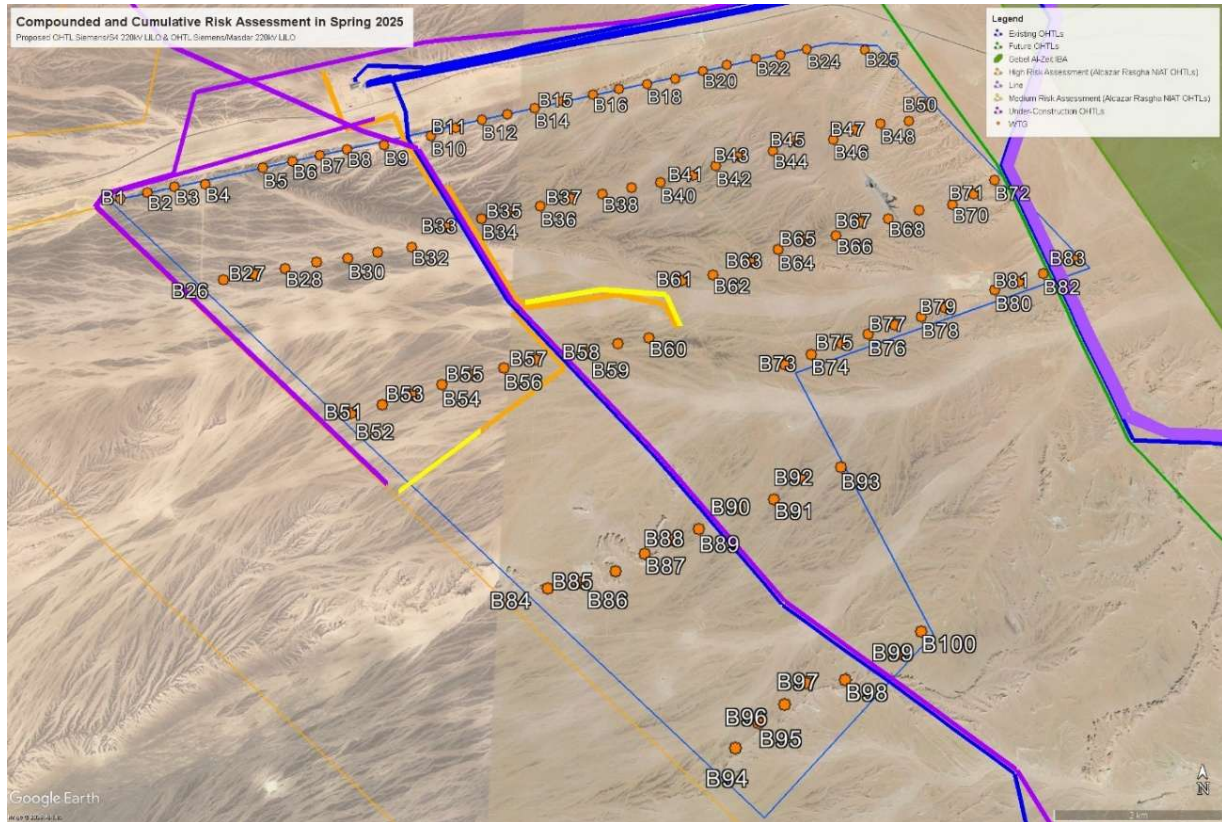 Compounded and Cumulative Risk Assessment in Spring 2025
Proposed OHTL Siemens/S4 220kV LILO & OHTL Siemens/Masdar 220kV LILO
Legend
Existing OHTLs
Future OHTLs
Gebel Al-Zeit IBA
High Risk Assessment (Alcazar Rasgha NIAT OHTLs)
Line
Medium Risk Assessment (Alcazar Rasgha NIAT OHTLs)
Under-Construction OHTLs
WTG
B24
B25
B22
B20
B18
B16
B15
B14
B12
B11
B10
B9
B8
B7
B6
B5
B4
B3
B2
B1
B50
B48
B47
B46
B45
B44
B43
B42
B41
B40
B38
B37
B36
B35
B34
B33
B32
B30
B28
B27
B26
B72
B71
B70
B68
B67
B66
B65
B64
B63
B62
B61
B83
B82
B81
B80
B79
B78
B77
B76
B75
B74
B73
B60
B59
B58
B57
B56
B55
B54
B53
B52
B51
B93
B92
B91
B90
B89
B88
B87
B86
B85
B84
B100
B99
B98
B97
B96
B95
B94
Google Earth
N
2 km